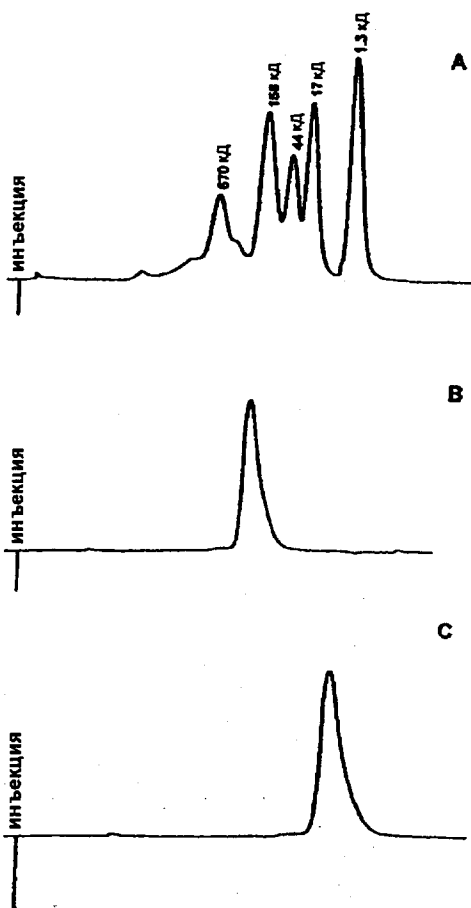 A
инъекция
670 кД
158 кД
44 кД
17 кД
1.3 кД
B
инъекция
C
инъекция